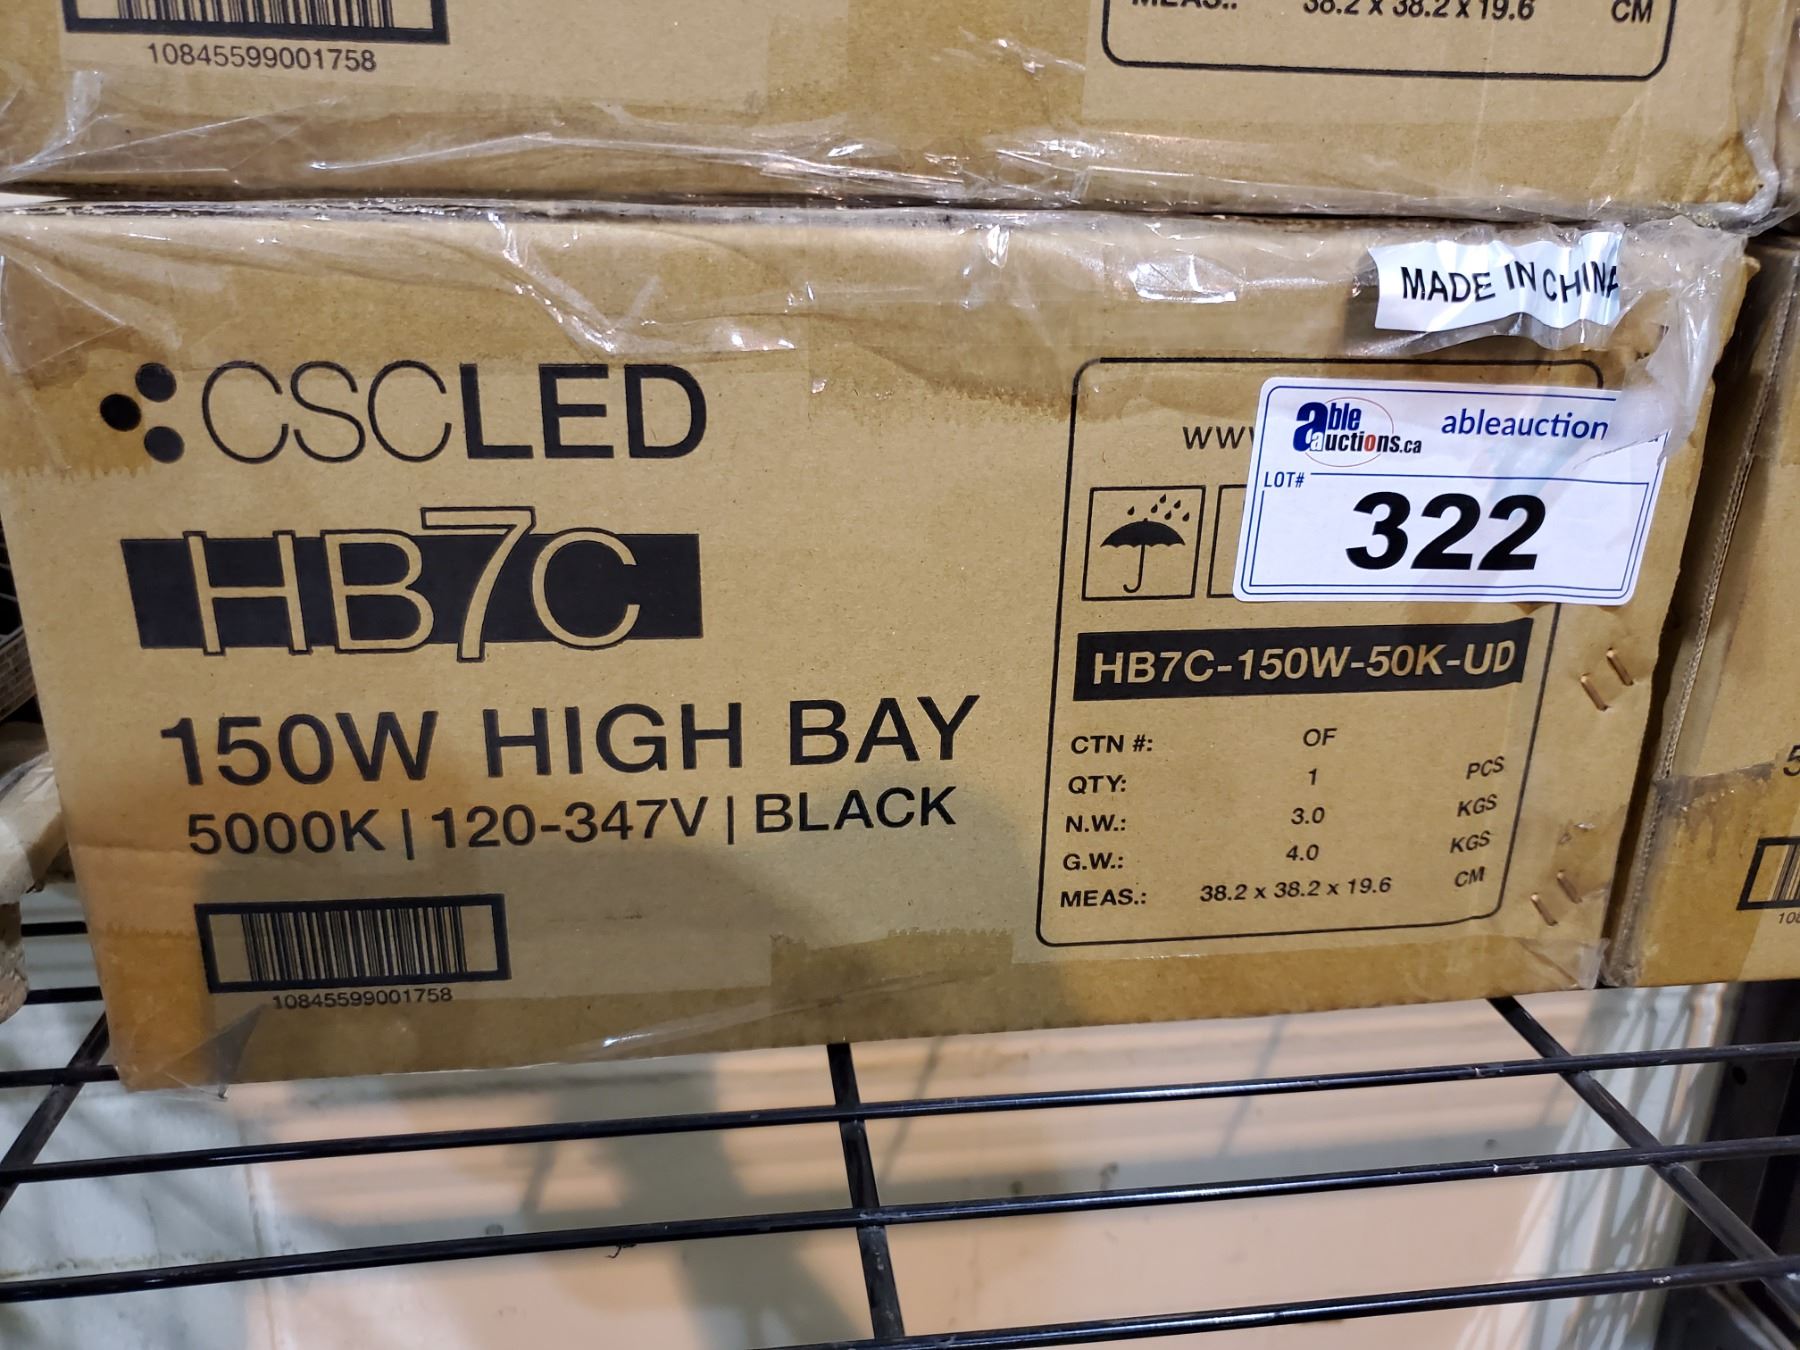 10845599001758
MEAS.: 38.2 x 38.2 x 19.6 CM
MADE IN CHINA
CSCLED
HB7C
150W HIGH BAY
5000K | 120-347V | BLACK
10845599001758
able auctions.ca
ableauction
LOT#
322
HB7C-150W-50K-UD
CTN #: OF
QTY: 1 PCS
N.W.: 3.0 KGS
G.W.: 4.0 KGS
MEAS.: 38.2 x 38.2 x 19.6 CM